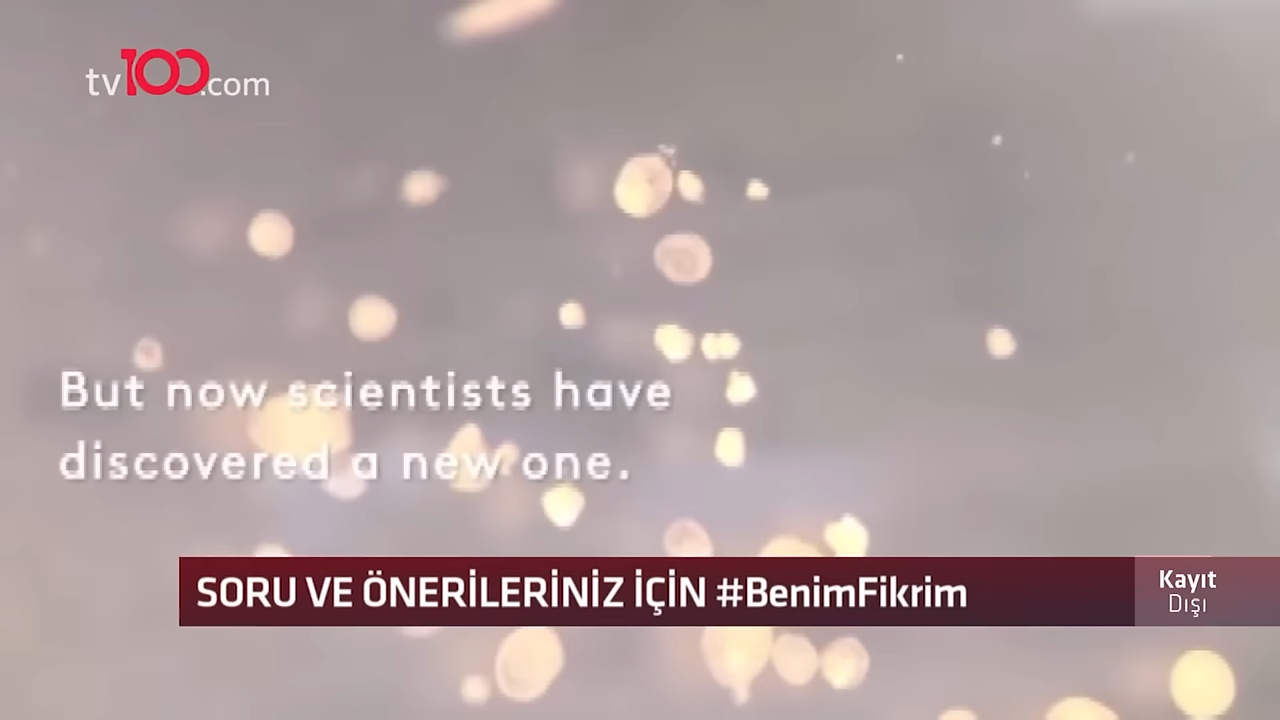 tv100.com
But now scientists have
discovered a new one.
SORU VE ÖNERİLERİNİZ İÇİN #BenimFikrim
Kayıt
Dışı